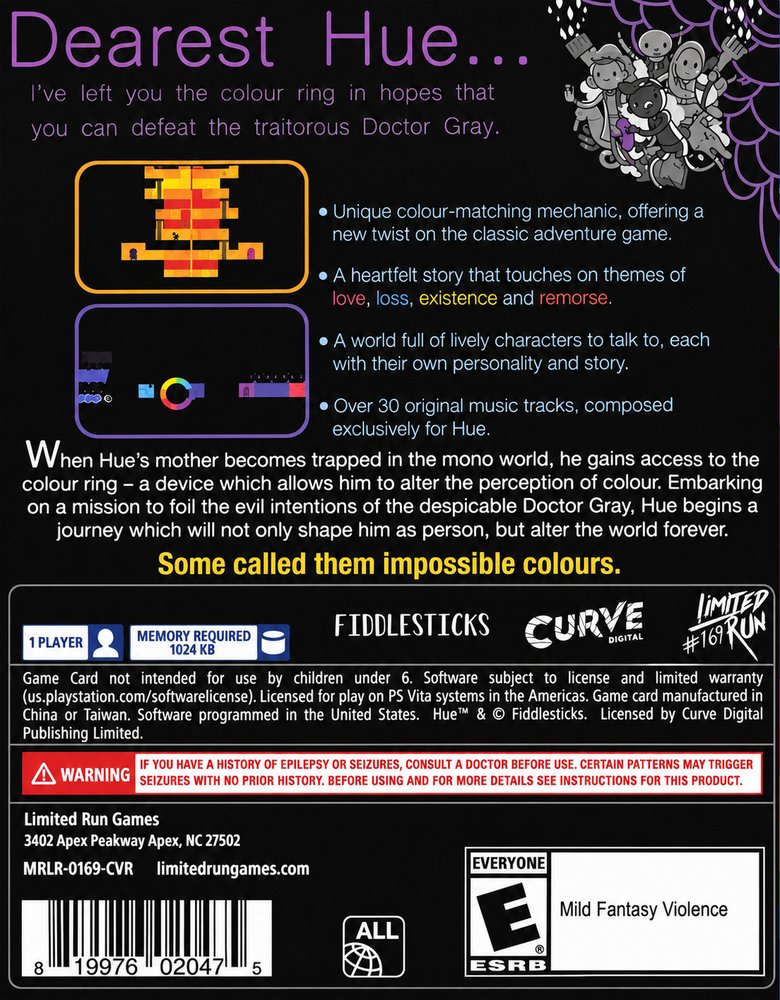 Dearest Hue...
I've left you the colour ring in hopes that
you can defeat the traitorous Doctor Gray.
• Unique colour-matching mechanic, offering a
new twist on the classic adventure game.
• A heartfelt story that touches on themes of
love, loss, existence and remorse.
• A world full of lively characters to talk to, each
with their own personality and story.
• Over 30 original music tracks, composed
exclusively for Hue.
When Hue's mother becomes trapped in the mono world, he gains access to the
colour ring – a device which allows him to alter the perception of colour. Embarking
on a mission to foil the evil intentions of the despicable Doctor Gray, Hue begins a
journey which will not only shape him as person, but alter the world forever.
Some called them impossible colours.
1 PLAYER
MEMORY REQUIRED
1024 KB
FIDDLESTICKS
CURVE
DIGITAL
LIMITED
RUN
#169
Game Card not intended for use by children under 6. Software subject to license and limited warranty
(us.playstation.com/softwarelicense). Licensed for play on PS Vita systems in the Americas. Game card manufactured in
China or Taiwan. Software programmed in the United States. Hue™ & © Fiddlesticks. Licensed by Curve Digital
Publishing Limited.
WARNING
IF YOU HAVE A HISTORY OF EPILEPSY OR SEIZURES, CONSULT A DOCTOR BEFORE USE. CERTAIN PATTERNS MAY TRIGGER
SEIZURES WITH NO PRIOR HISTORY. BEFORE USING AND FOR MORE DETAILS SEE INSTRUCTIONS FOR THIS PRODUCT.
Limited Run Games
3402 Apex Peakway Apex, NC 27502
MRLR-0169-CVR limitedrungames.com
8 19976 02047 5
ALL
EVERYONE
E
®
ESRB
Mild Fantasy Violence